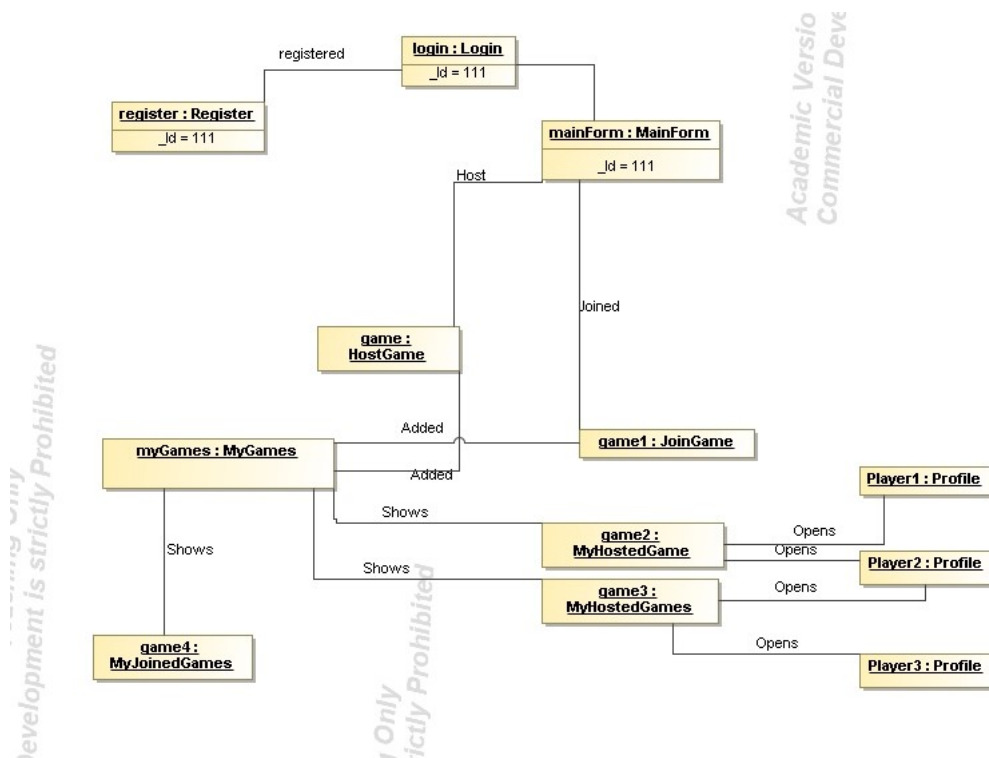 registered
login : Login
_Id = 111
register : Register
_Id = 111
mainForm : MainForm
_Id = 111
Host
Joined
game :
HostGame
Added
game1 : JoinGame
myGames : MyGames
Added
Player1 : Profile
Shows
game2 :
MyHostedGame
Opens
Opens
Player2 : Profile
Shows
Shows
game3 :
MyHostedGames
Opens
game4 :
MyJoinedGames
Opens
Player3 : Profile
Academic Versio
Commercial Deve
Only
Development is strictly Prohibited
Only
ictly Prohibited